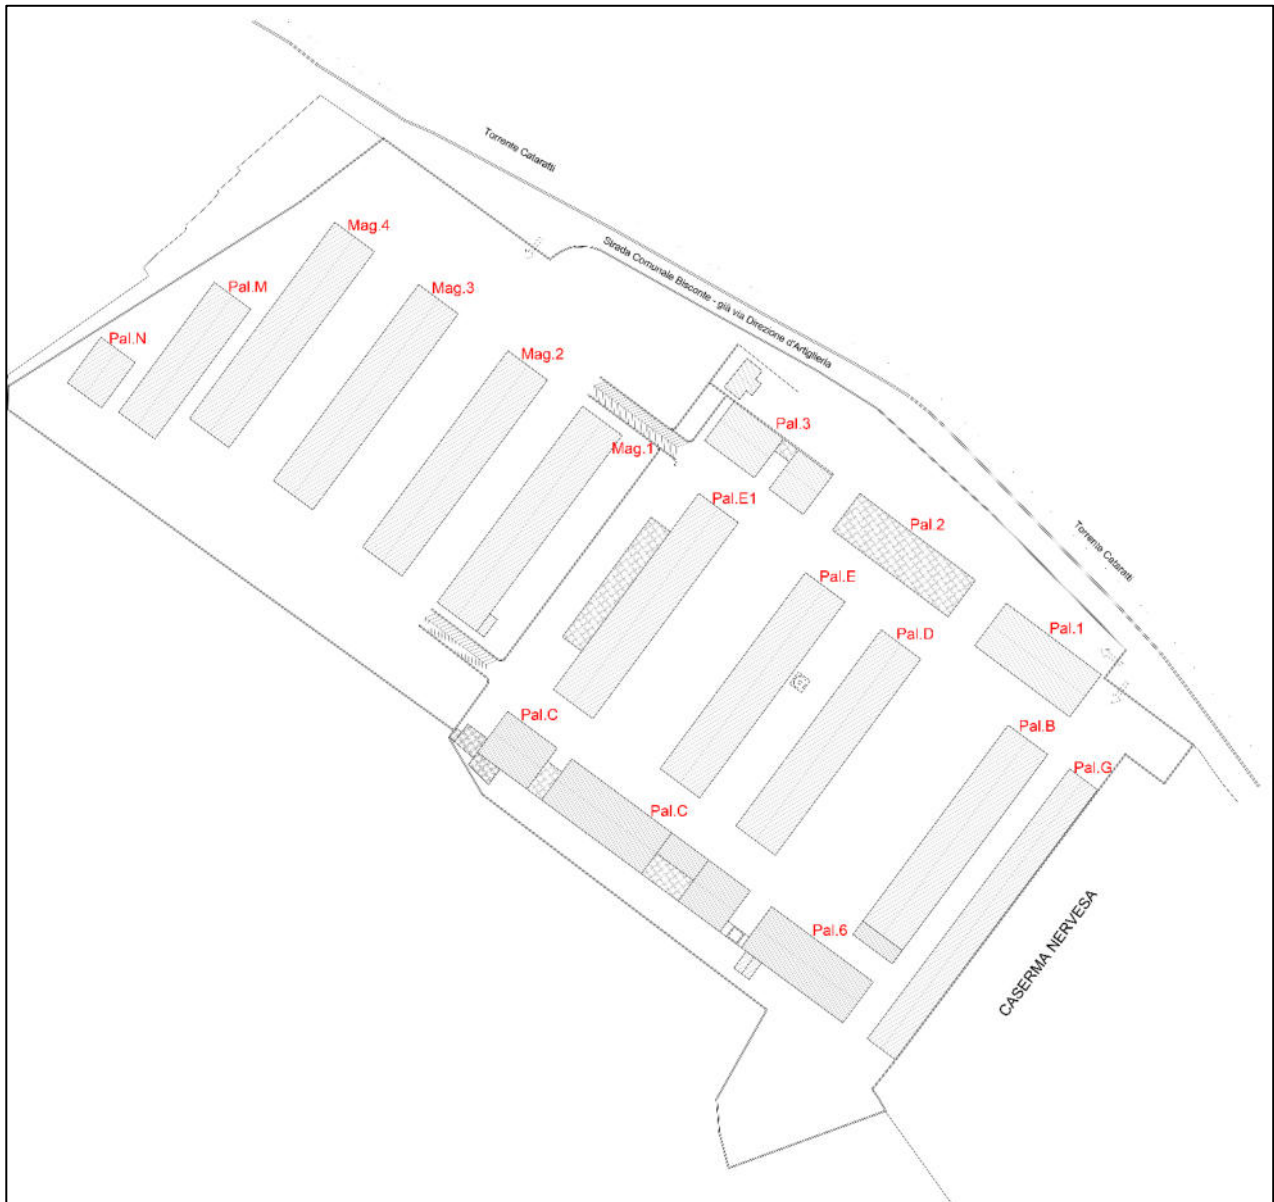 Torrente Cataratti
Mag.4
Strada Comunale Bisconte - già via Direzione d'Artiglieria
Pal.M
Mag.3
Pal.N
Mag.2
Pal.3
Mag.1
Pal.E1
Pal.2
Torrente Cataratti
Pal.E
Pal.D
Pal.1
Pal.C
Pal.B
Pal.G
Pal.C
Pal.6
CASERMA NERVESA